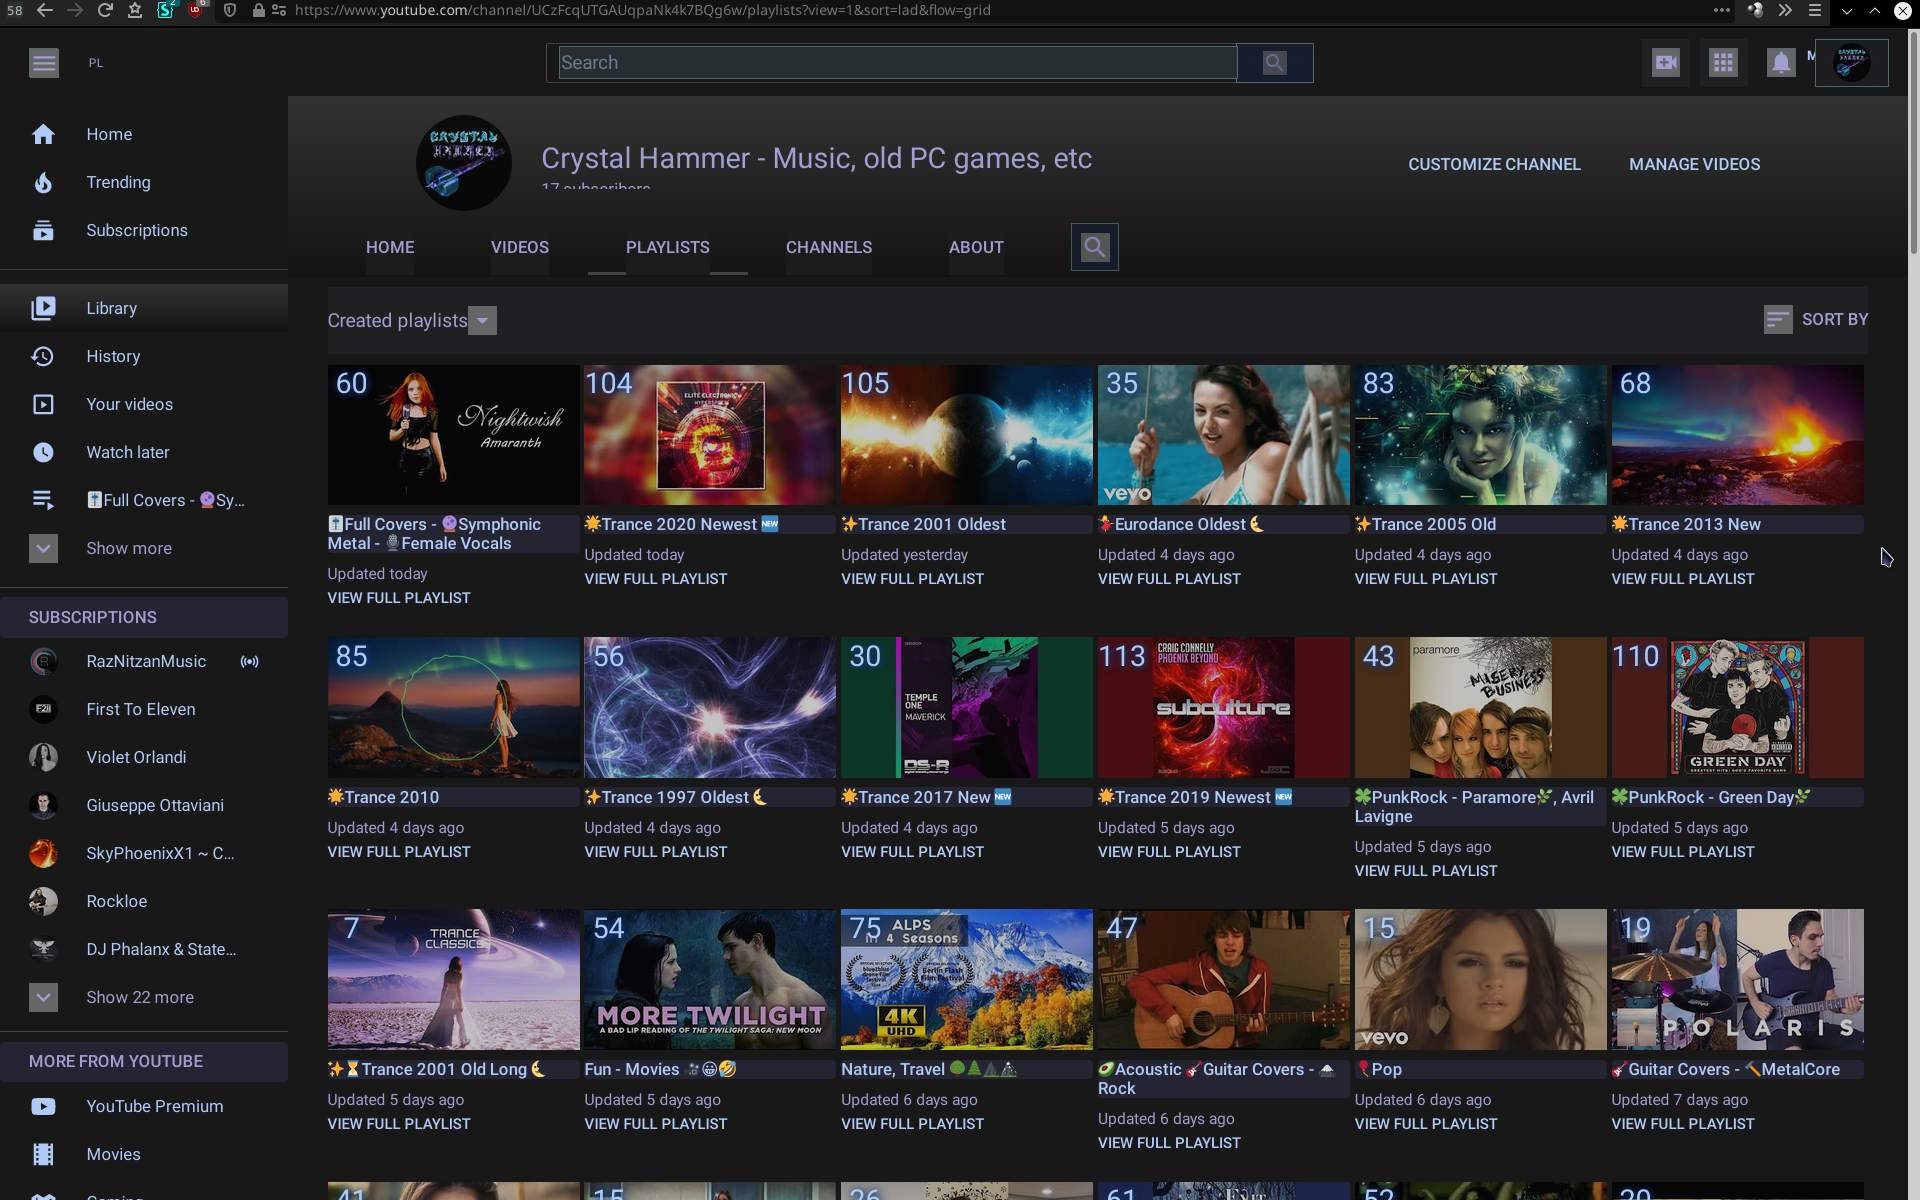 58
https://www.youtube.com/channel/UCzFcqUTGAUqpaNk4k7BQg6w/playlists?view=1&sort=lad&flow=grid
PL
Search
Home
Trending
Subscriptions
Library
History
Your videos
Watch later
Full Covers - Sy...
Show more
SUBSCRIPTIONS
RazNitzanMusic
First To Eleven
Violet Orlandi
Giuseppe Ottaviani
SkyPhoenixX1 ~ C...
Rockloe
DJ Phalanx & State...
Show 22 more
MORE FROM YOUTUBE
YouTube Premium
Movies
Crystal Hammer - Music, old PC games, etc
17 subscribers
CUSTOMIZE CHANNEL
MANAGE VIDEOS
HOME
VIDEOS
PLAYLISTS
CHANNELS
ABOUT
Created playlists
SORT BY
60
Nightwish
Amaranth
Full Covers - Symphonic
Metal - Female Vocals
Updated today
VIEW FULL PLAYLIST
104
ELITE ELECTRONIC
Trance 2020 Newest NEW
Updated today
VIEW FULL PLAYLIST
105
Trance 2001 Oldest
Updated yesterday
VIEW FULL PLAYLIST
35
vevo
Eurodance Oldest
Updated 4 days ago
VIEW FULL PLAYLIST
83
Trance 2005 Old
Updated 4 days ago
VIEW FULL PLAYLIST
68
Trance 2013 New
Updated 4 days ago
VIEW FULL PLAYLIST
85
Trance 2010
Updated 4 days ago
VIEW FULL PLAYLIST
56
Trance 1997 Oldest
Updated 4 days ago
VIEW FULL PLAYLIST
30
TEMPLE
ONE
MAVERICK
DS-R
Trance 2017 New NEW
Updated 4 days ago
VIEW FULL PLAYLIST
113
CRAIG CONNELLY
PHOENIX BEYOND
subculture
Trance 2019 Newest NEW
Updated 5 days ago
VIEW FULL PLAYLIST
43
paramore
MISERY
BUSINESS
PunkRock - Paramore, Avril
Lavigne
Updated 5 days ago
VIEW FULL PLAYLIST
110
GREEN DAY
GREATEST HITS: GOD'S FAVORITE BAND
PunkRock - Green Day
Updated 5 days ago
VIEW FULL PLAYLIST
7
TRANCE
CLASSICS
Trance 2001 Old Long
Updated 5 days ago
VIEW FULL PLAYLIST
54
MORE TWILIGHT
A BAD LIP READING OF THE TWILIGHT SAGA: NEW MOON
Fun - Movies
Updated 5 days ago
VIEW FULL PLAYLIST
75
ALPS
in 4 Seasons
Berlin Flash
Film Festival
4K
UHD
Nature, Travel
Updated 6 days ago
VIEW FULL PLAYLIST
47
Acoustic Guitar Covers -
Rock
Updated 6 days ago
VIEW FULL PLAYLIST
15
vevo
Pop
Updated 6 days ago
VIEW FULL PLAYLIST
19
POLARIS
Guitar Covers - MetalCore
Updated 7 days ago
VIEW FULL PLAYLIST